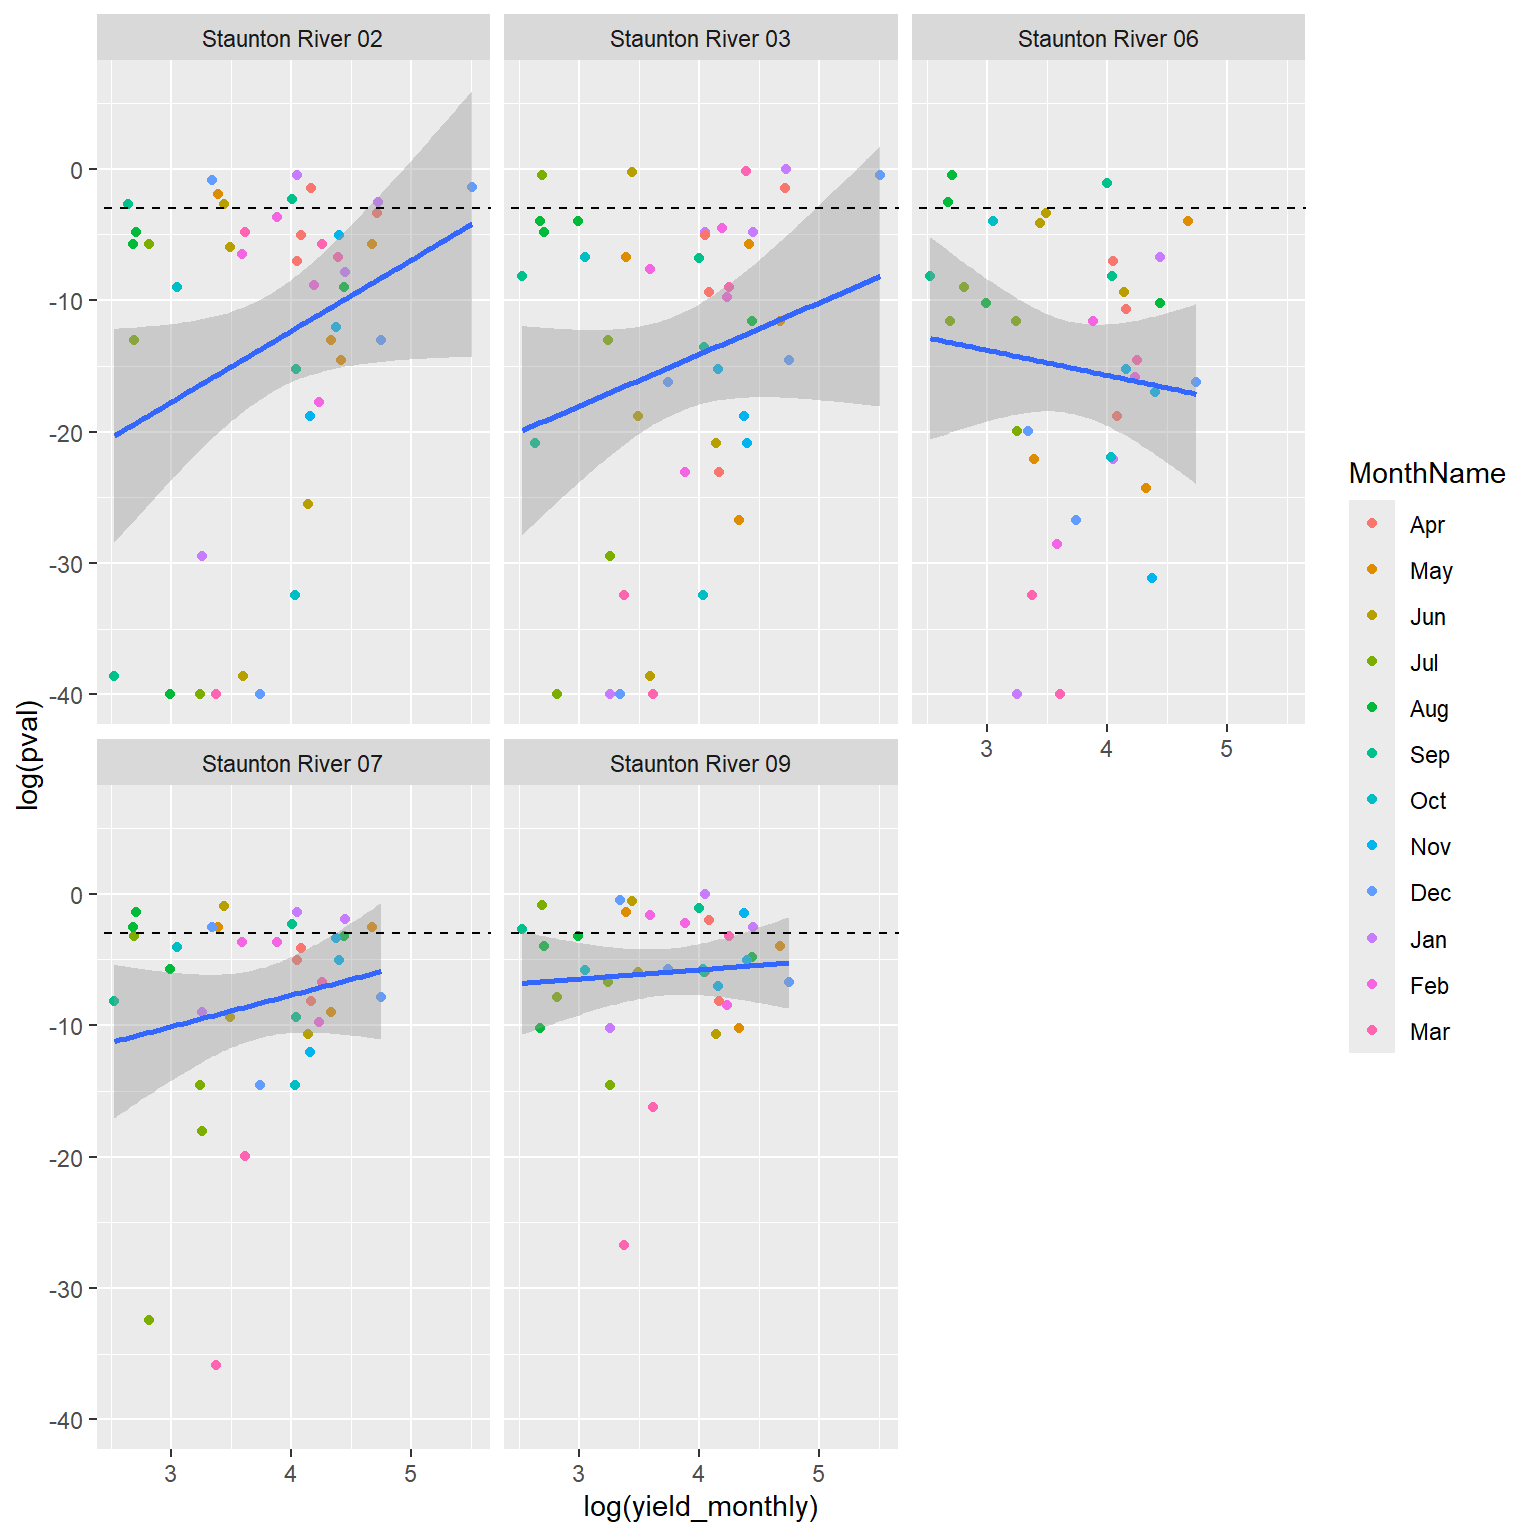 Staunton River 02
Staunton River 03
Staunton River 06
0
-10
-20
-30
-40
3
4
5
Staunton River 07
Staunton River 09
0
-10
-20
-30
-40
3
4
5
3
4
5
log(yield_monthly)
log(pval)
MonthName
Apr
May
Jun
Jul
Aug
Sep
Oct
Nov
Dec
Jan
Feb
Mar